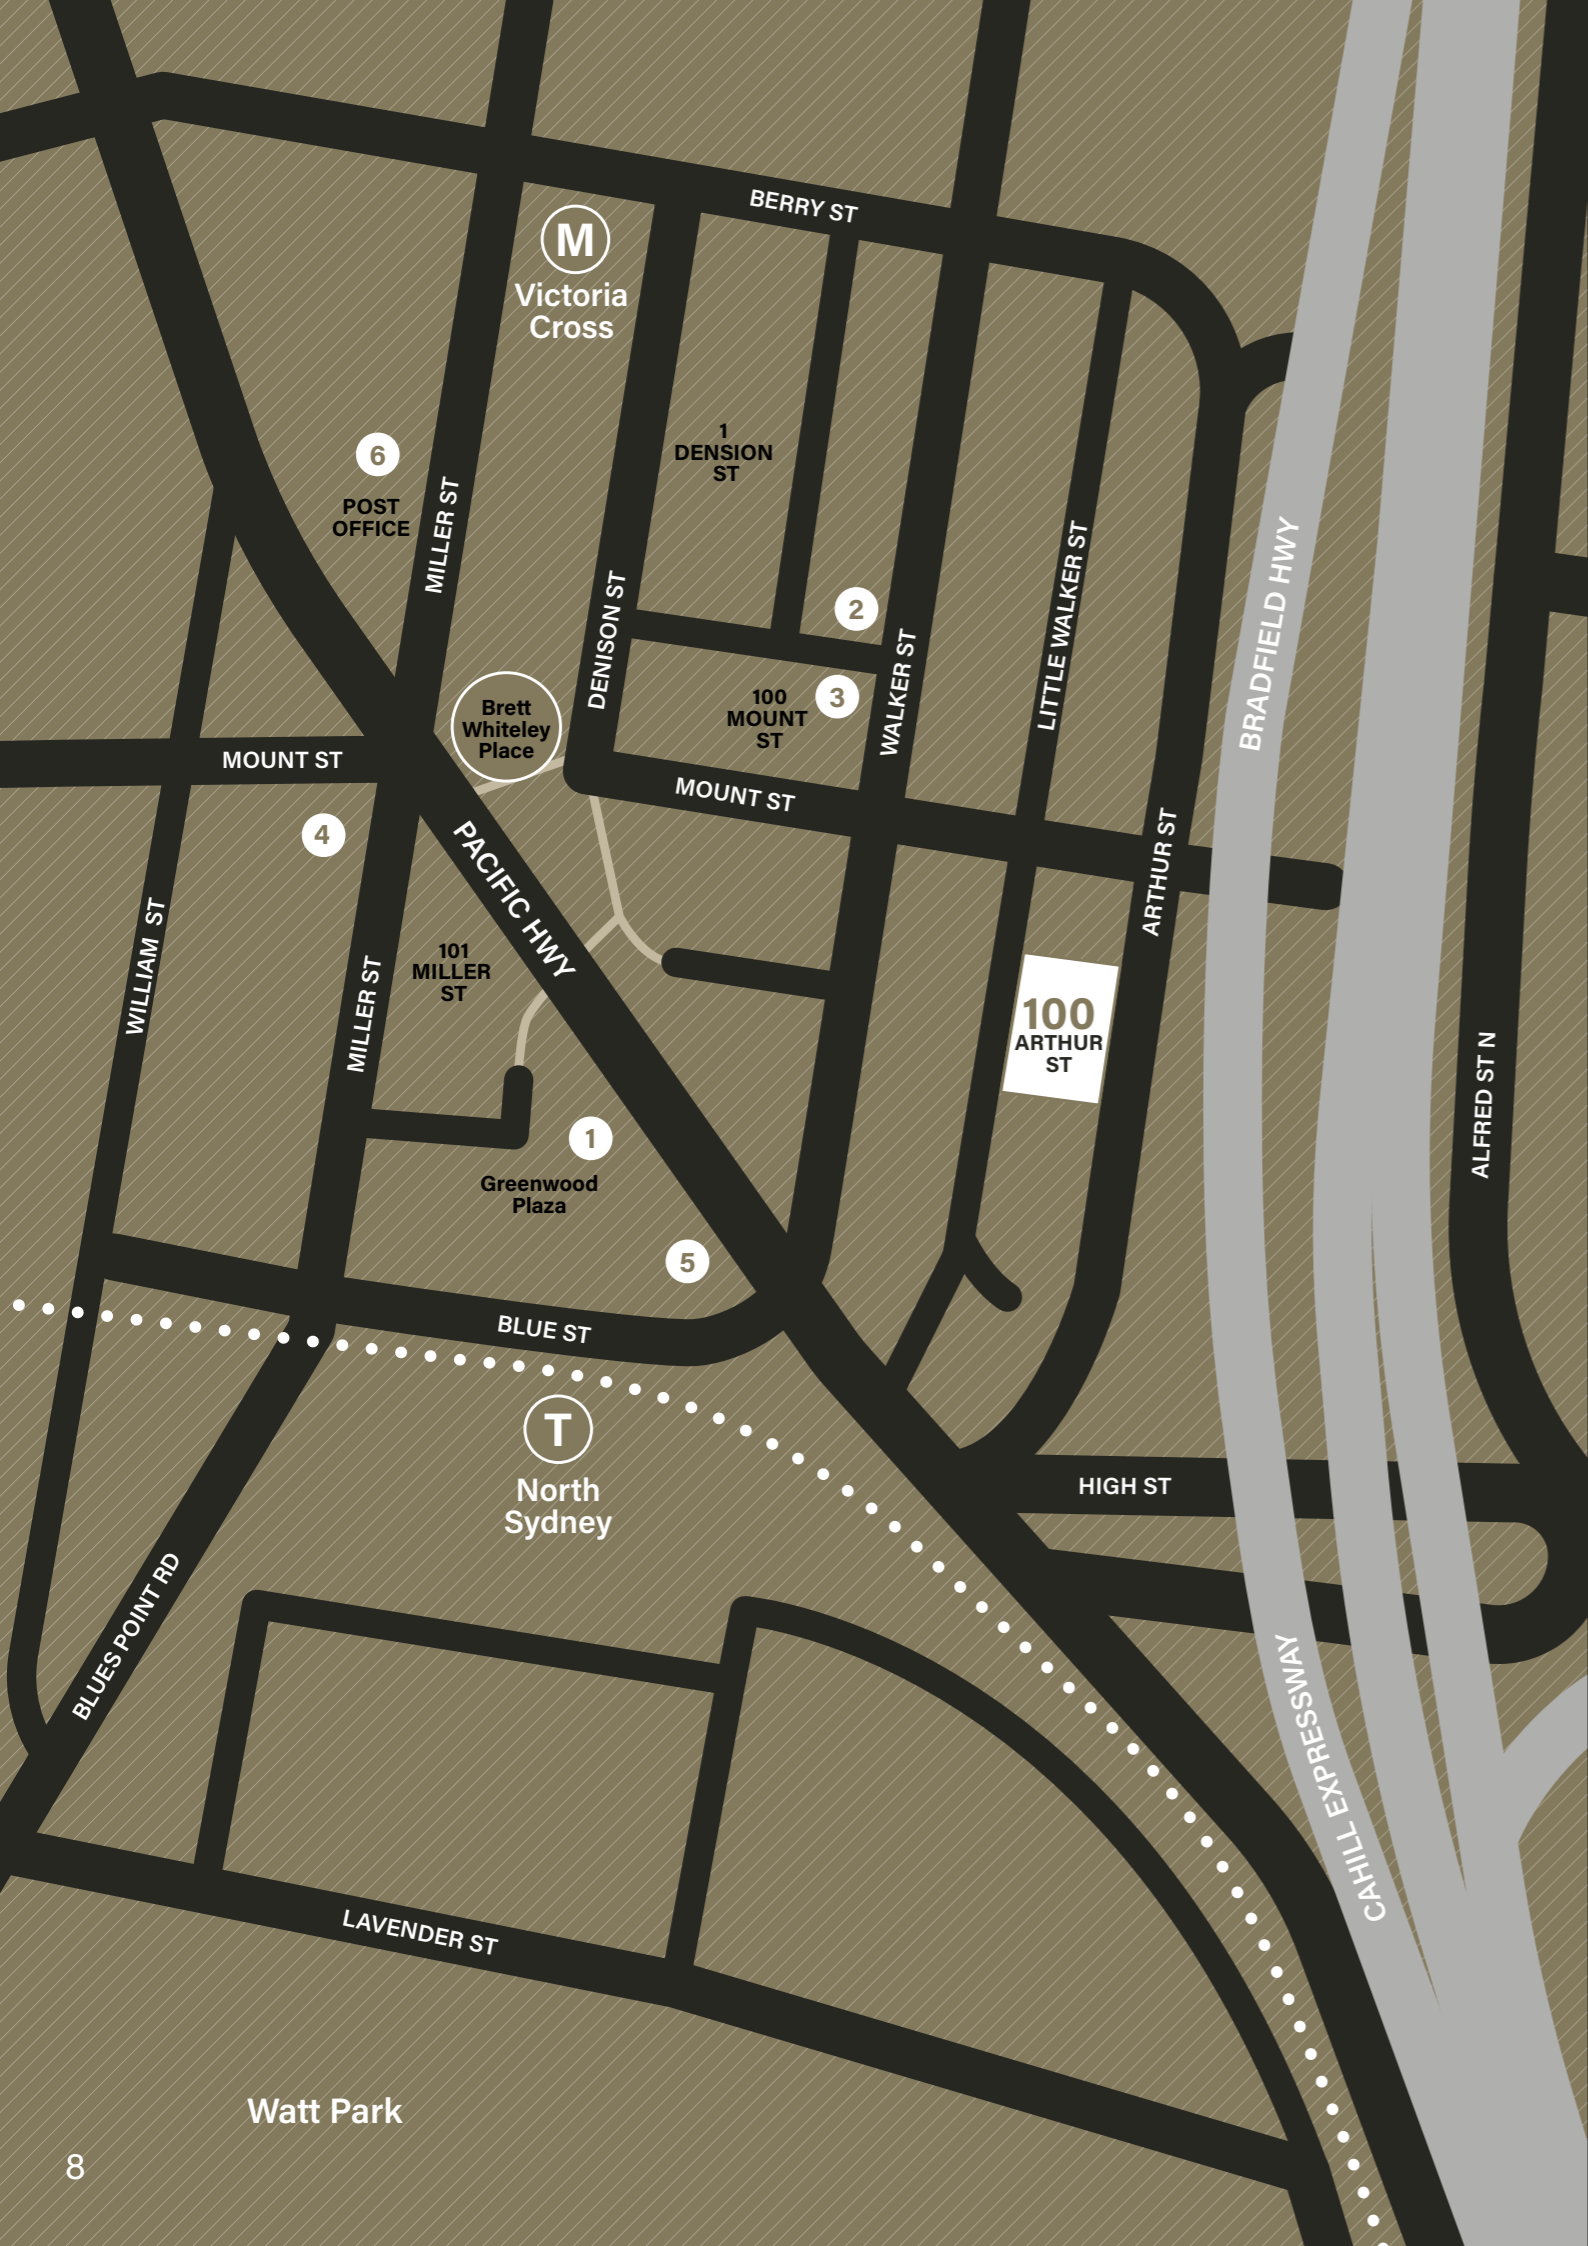 BERRY ST
M
Victoria
Cross
1
DENSION
ST
6
POST
OFFICE
MILLER ST
DENISON ST
2
WALKER ST
LITTLE WALKER ST
BRADFIELD HWY
Brett
Whiteley
Place
100
MOUNT
ST
3
MOUNT ST
MOUNT ST
4
PACIFIC HWY
ARTHUR ST
WILLIAM ST
MILLER ST
101
MILLER
ST
100
ARTHUR
ST
ALFRED ST N
1
Greenwood
Plaza
5
BLUE ST
T
North
Sydney
HIGH ST
BLUES POINT RD
CAHILL EXPRESSWAY
LAVENDER ST
Watt Park
8